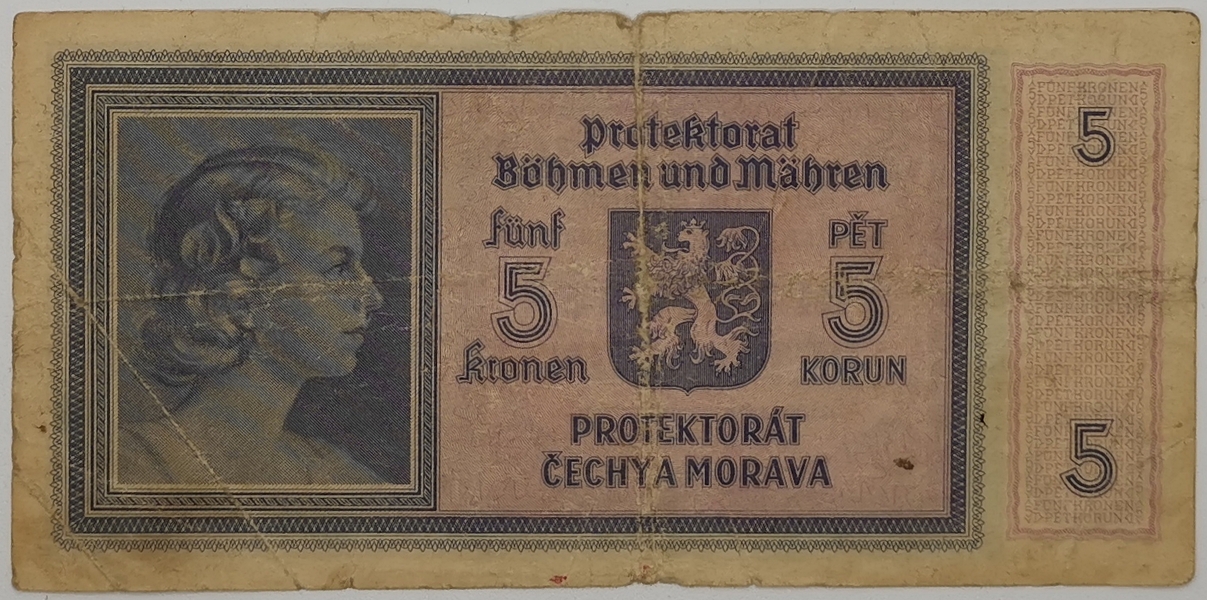 Protektorat
Böhmen und Mähren
fünf
5
Kronen
PĚT
5
KORUN
PROTEKTORÁT
ČECHY A MORAVA
5
5